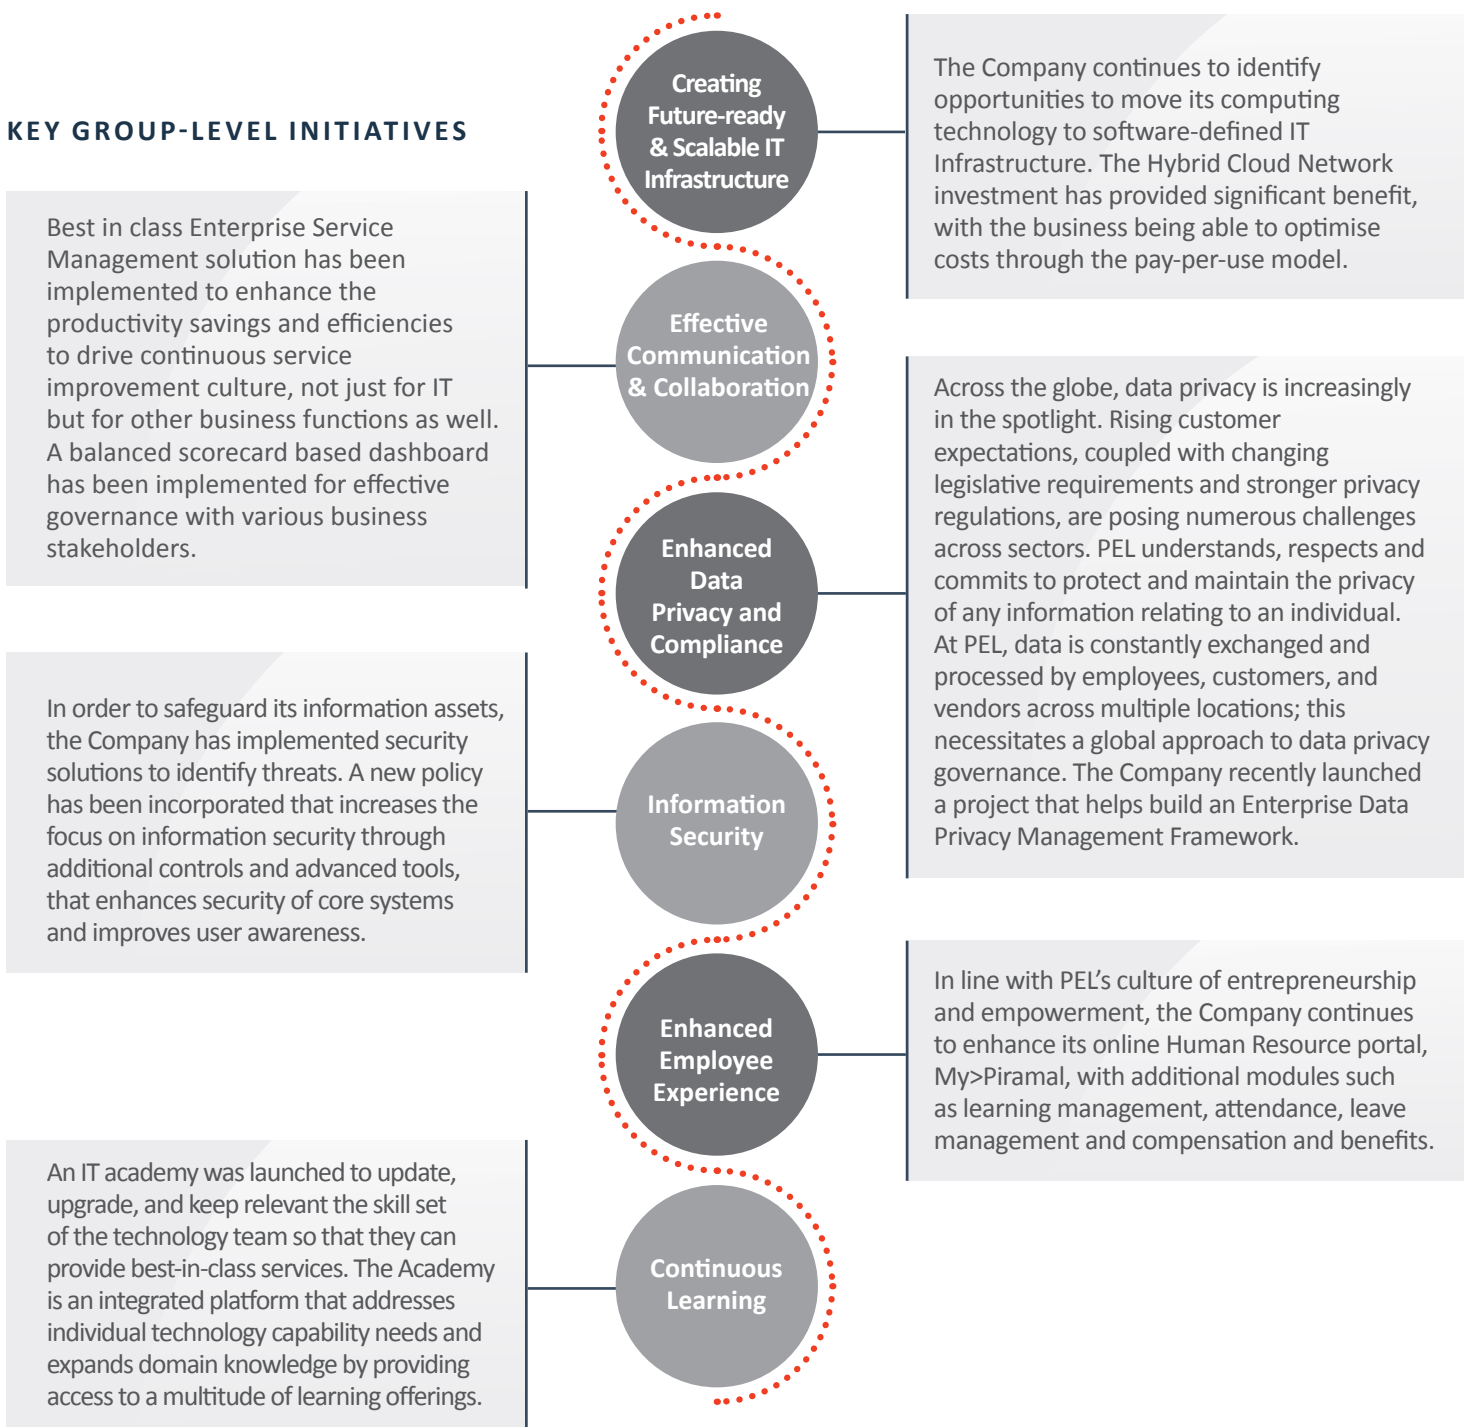 KEY GROUP-LEVEL INITIATIVES
Creating
Future-ready
& Scalable IT
Infrastructure
The Company continues to identify
opportunities to move its computing
technology to software-defined IT
Infrastructure. The Hybrid Cloud Network
investment has provided significant benefit,
with the business being able to optimise
costs through the pay-per-use model.
Best in class Enterprise Service
Management solution has been
implemented to enhance the
productivity savings and efficiencies
to drive continuous service
improvement culture, not just for IT
but for other business functions as well.
A balanced scorecard based dashboard
has been implemented for effective
governance with various business
stakeholders.
Effective
Communication
& Collaboration
Enhanced
Data
Privacy and
Compliance
Across the globe, data privacy is increasingly
in the spotlight. Rising customer
expectations, coupled with changing
legislative requirements and stronger privacy
regulations, are posing numerous challenges
across sectors. PEL understands, respects and
commits to protect and maintain the privacy
of any information relating to an individual.
At PEL, data is constantly exchanged and
processed by employees, customers, and
vendors across multiple locations; this
necessitates a global approach to data privacy
governance. The Company recently launched
a project that helps build an Enterprise Data
Privacy Management Framework.
In order to safeguard its information assets,
the Company has implemented security
solutions to identify threats. A new policy
has been incorporated that increases the
focus on information security through
additional controls and advanced tools,
that enhances security of core systems
and improves user awareness.
Information
Security
Enhanced
Employee
Experience
In line with PEL’s culture of entrepreneurship
and empowerment, the Company continues
to enhance its online Human Resource portal,
My>Piramal, with additional modules such
as learning management, attendance, leave
management and compensation and benefits.
An IT academy was launched to update,
upgrade, and keep relevant the skill set
of the technology team so that they can
provide best-in-class services. The Academy
is an integrated platform that addresses
individual technology capability needs and
expands domain knowledge by providing
access to a multitude of learning offerings.
Continuous
Learning